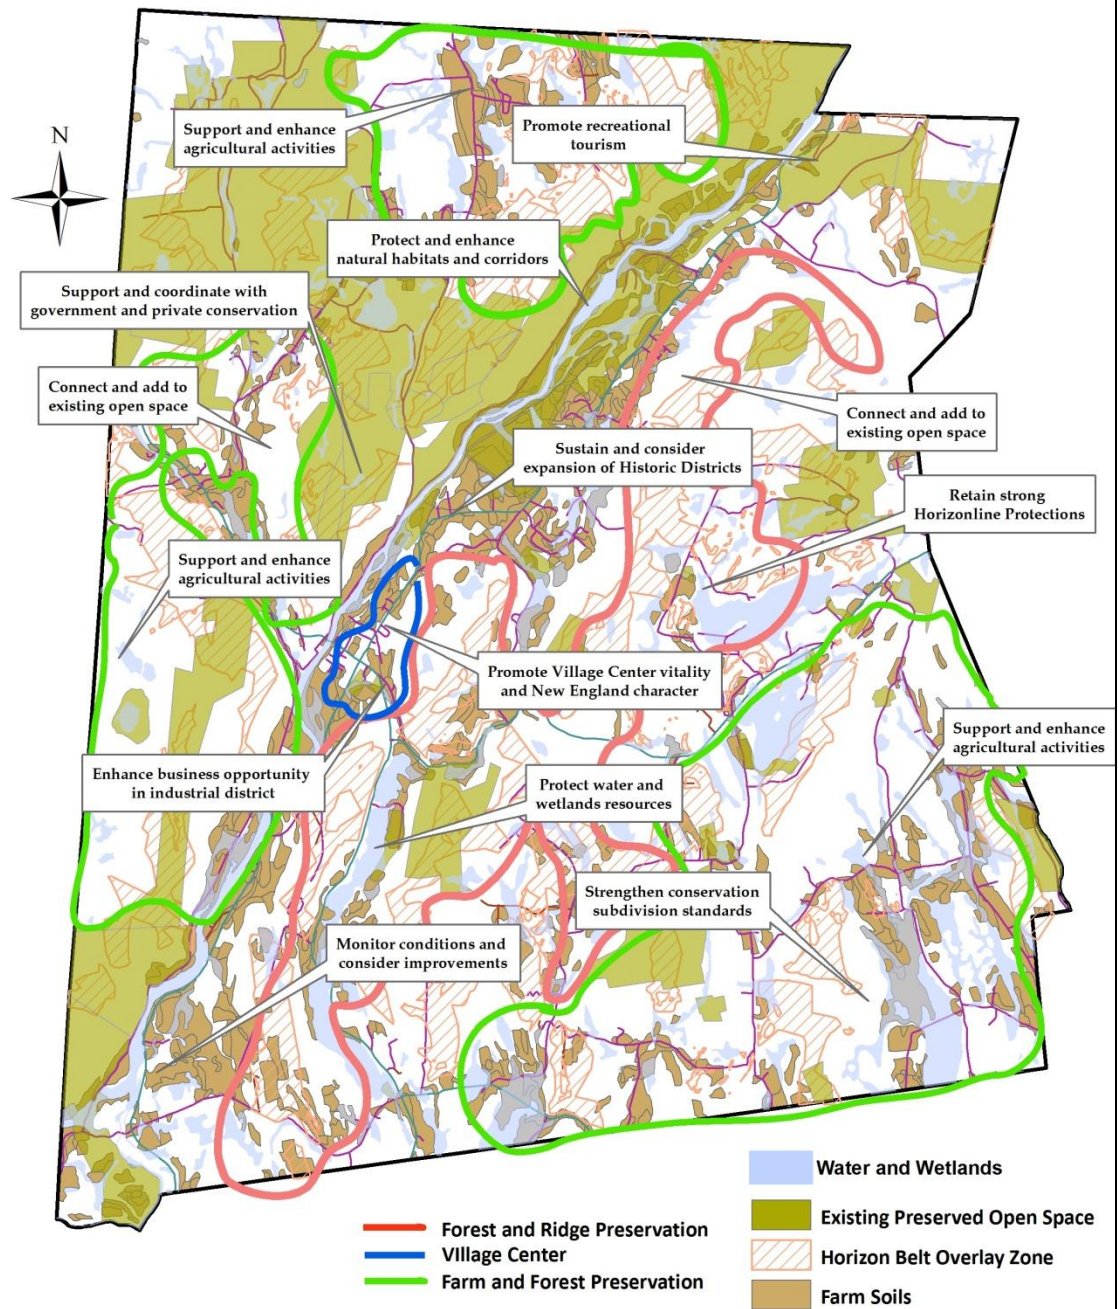 Support and enhance
agricultural activities
Promote recreational
tourism
N
Protect and enhance
natural habitats and corridors
Support and coordinate with
government and private conservation
Connect and add to
existing open space
Connect and add to
existing open space
Sustain and consider
expansion of Historic Districts
Retain strong
Horizonline Protections
Support and enhance
agricultural activities
Promote Village Center vitality
and New England character
Support and enhance
agricultural activities
Enhance business opportunity
in industrial district
Protect water and
wetlands resources
Strengthen conservation
subdivision standards
Monitor conditions and
consider improvements
Forest and Ridge Preservation
VIllage Center
Farm and Forest Preservation
Water and Wetlands
Existing Preserved Open Space
Horizon Belt Overlay Zone
Farm Soils